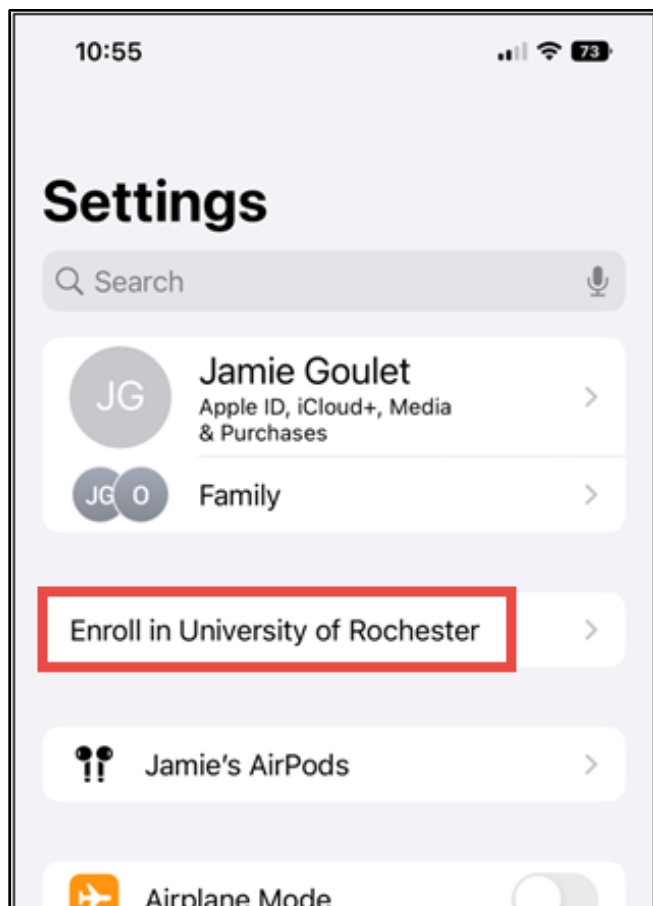 10:55
73
Settings
Search
JG
Jamie Goulet
Apple ID, iCloud+, Media
& Purchases
JG O
Family
Enroll in University of Rochester
Jamie's AirPods
Airplane Mode